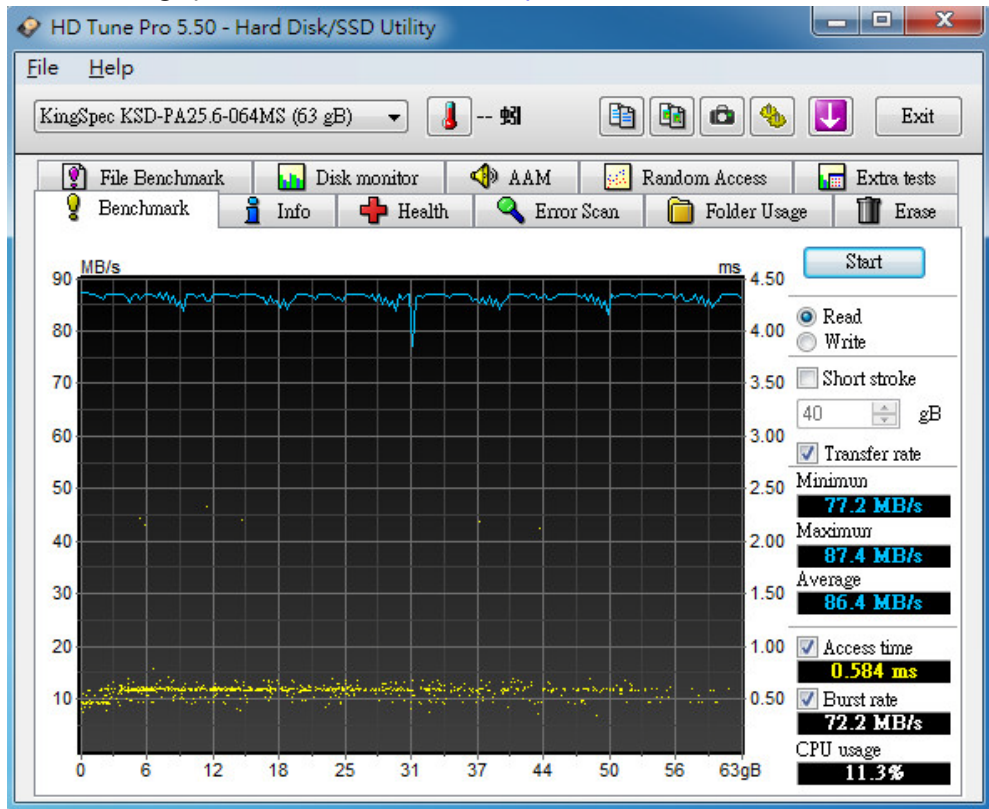 HD Tune Pro 5.50 - Hard Disk/SSD Utility
File Help
KingSpec KSD-PA25.6-064MS (63 gB) -- 蚓 Exit
File Benchmark Disk monitor AAM Random Access Extra tests
Benchmark Info Health Error Scan Folder Usage Erase
Start
MB/s ms
90 4.50
80 4.00
70 3.50
60 3.00
50 2.50
40 2.00
30 1.50
20 1.00
10 0.50
0 6 12 18 25 31 37 44 50 56 63gB
Read
Write
Short stroke
40 gB
Transfer rate
Minimun
77.2 MB/s
Maximun
87.4 MB/s
Average
86.4 MB/s
Access time
0.584 ms
Burst rate
72.2 MB/s
CPU usage
11.3%